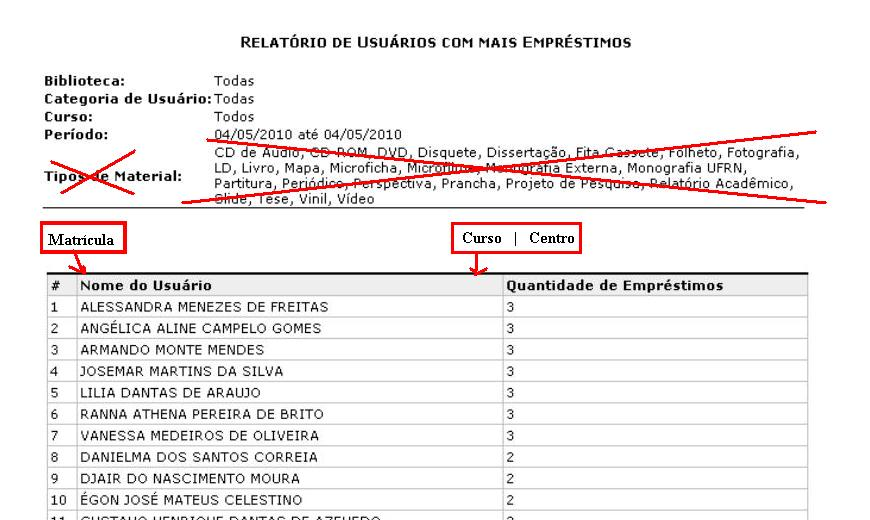 RELATÓRIO DE USUÁRIOS COM MAIS EMPRÉSTIMOS
Biblioteca: Todas
Categoria de Usuário: Todas
Curso: Todos
Período: 04/05/2010 até 04/05/2010
Tipos de Material: CD de Áudio, CD-ROM, DVD, Disquete, Dissertação, Fita Cassete, Folheto, Fotografia,
LD, Livro, Mapa, Microficha, Microfilme, Monografia Externa, Monografia UFRN,
Partitura, Periódico, Perspectiva, Prancha, Projeto de Pesquisa, Relatório Acadêmico,
Slide, Tese, Vinil, Vídeo
Matrícula Curso | Centro
# Nome do Usuário Quantidade de Empréstimos
1 ALESSANDRA MENEZES DE FREITAS 3
2 ANGÉLICA ALINE CAMPELO GOMES 3
3 ARMANDO MONTE MENDES 3
4 JOSEMAR MARTINS DA SILVA 3
5 LILIA DANTAS DE ARAUJO 3
6 RANNA ATHENA PEREIRA DE BRITO 3
7 VANESSA MEDEIROS DE OLIVEIRA 3
8 DANIELMA DOS SANTOS CORREIA 2
9 DJAIR DO NASCIMENTO MOURA 2
10 ÉGON JOSÉ MATEUS CELESTINO 2
11 GUSTAVO HENRIQUE DANTAS DE AZEVEDO 2